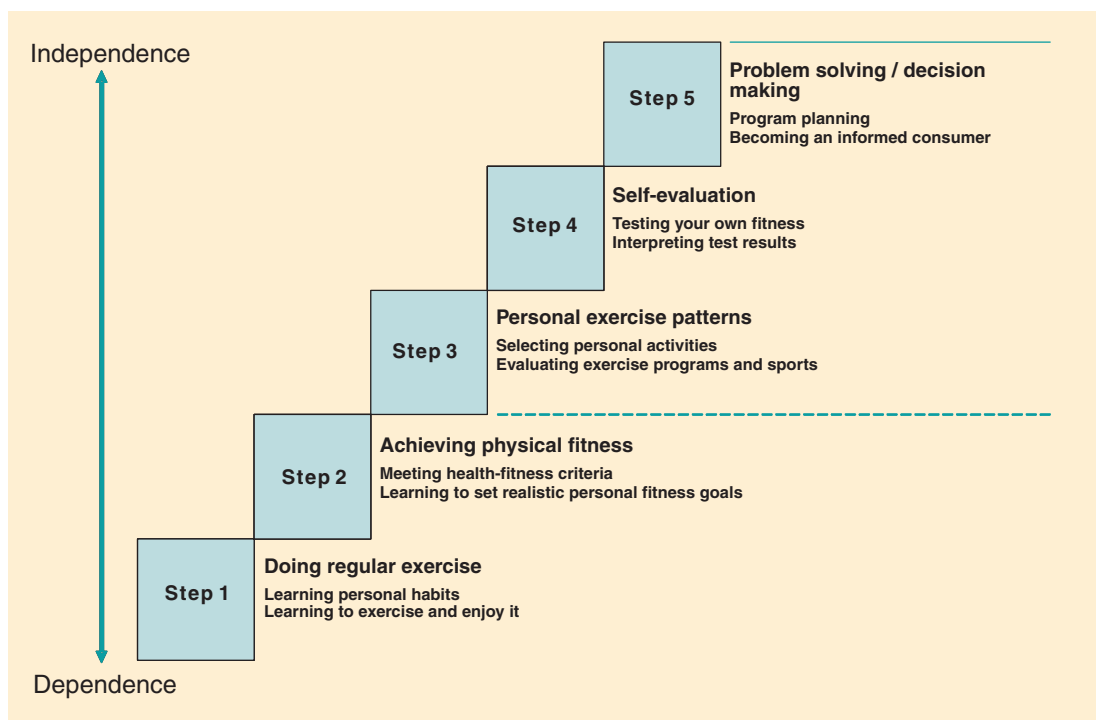 Independence
Step 5
Problem solving / decision
making
Program planning
Becoming an informed consumer
Step 4
Self-evaluation
Testing your own fitness
Interpreting test results
Step 3
Personal exercise patterns
Selecting personal activities
Evaluating exercise programs and sports
Step 2
Achieving physical fitness
Meeting health-fitness criteria
Learning to set realistic personal fitness goals
Step 1
Doing regular exercise
Learning personal habits
Learning to exercise and enjoy it
Dependence